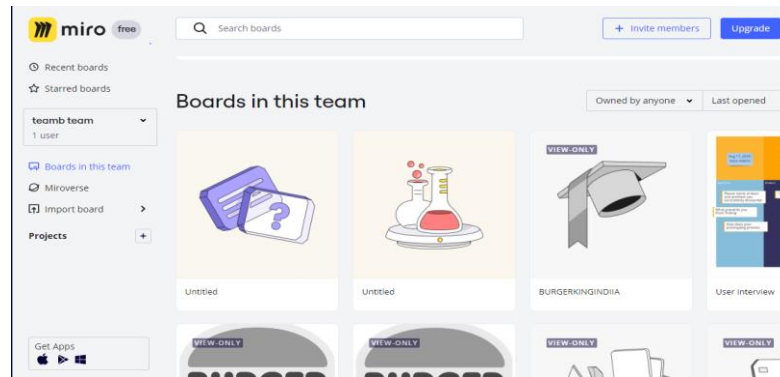 miro free
Search boards
+ Invite members
Upgrade
Recent boards
Starred boards
teamb team
1 user
Boards in this team
Owned by anyone
Last opened
Boards in this team
Miroverse
Import board
Projects
+
VIEW-ONLY
?
Untitled
Untitled
BURGERKINGINDIIA
User interview
Get Apps
VIEW-ONLY
VIEW-ONLY
VIEW-ONLY
VIEW-ONLY
BURGER
BURGER